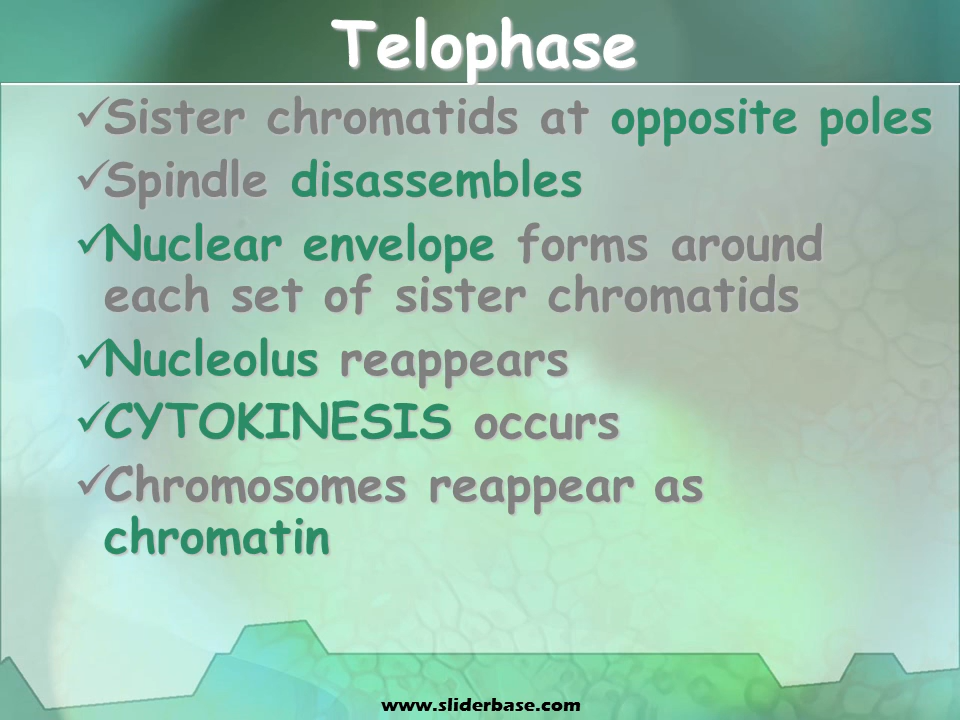 Telophase
✓Sister chromatids at opposite poles
✓Spindle disassembles
✓Nuclear envelope forms around
each set of sister chromatids
✓Nucleolus reappears
✓CYTOKINESIS occurs
✓Chromosomes reappear as
chromatin
www.sliderbase.com